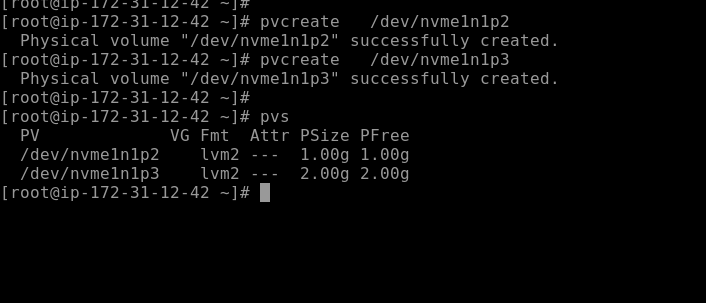 [root@ip-172-31-12-42 ~]#
[root@ip-172-31-12-42 ~]# pvcreate   /dev/nvme1n1p2
  Physical volume "/dev/nvme1n1p2" successfully created.
[root@ip-172-31-12-42 ~]# pvcreate   /dev/nvme1n1p3
  Physical volume "/dev/nvme1n1p3" successfully created.
[root@ip-172-31-12-42 ~]#
[root@ip-172-31-12-42 ~]# pvs
  PV             VG Fmt  Attr PSize PFree
  /dev/nvme1n1p2    lvm2 ---  1.00g 1.00g
  /dev/nvme1n1p3    lvm2 ---  2.00g 2.00g
[root@ip-172-31-12-42 ~]#